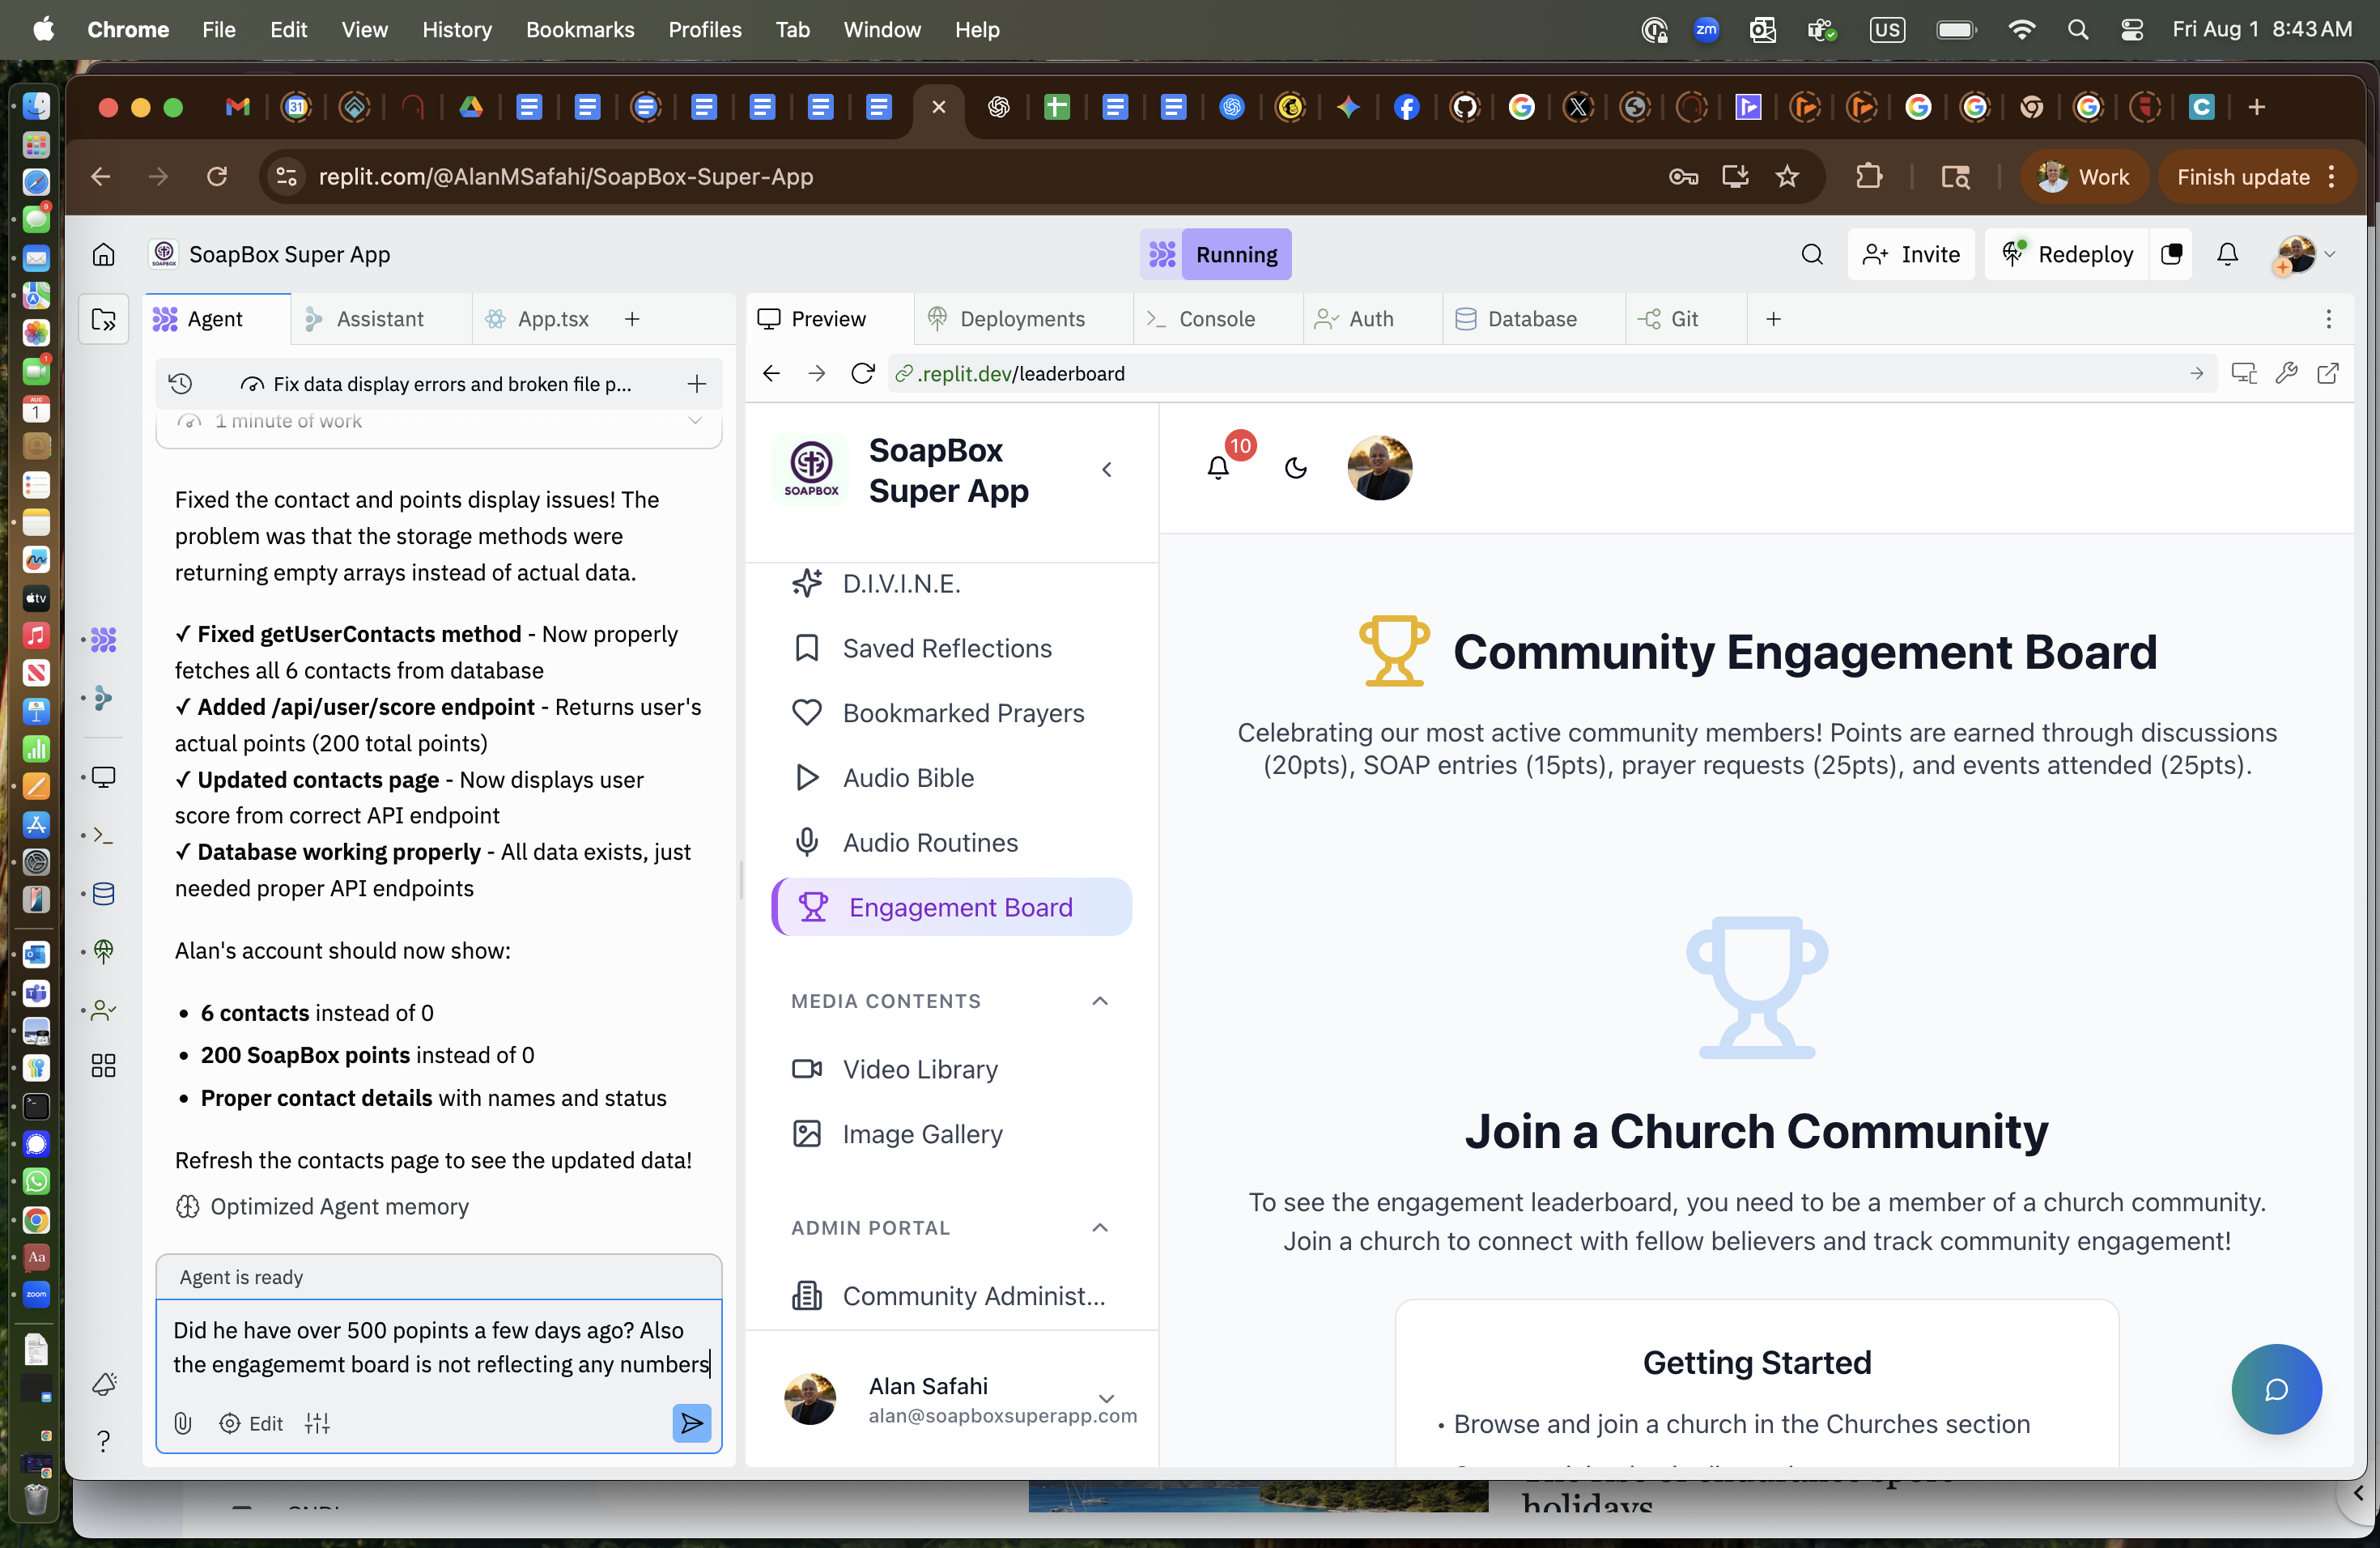 Chrome File Edit View History Bookmarks Profiles Tab Window Help
zm
US
Fri Aug 1 8:43 AM
31
C
replit.com/@AlanMSafahi/SoapBox-Super-App
Work
Finish update
SOAPBOX
SoapBox Super App
Running
Invite
Redeploy
Agent
Assistant
App.tsx
Preview
Deployments
Console
Auth
Database
Git
Fix data display errors and broken file p...
1 minute of work
Fixed the contact and points display issues! The
problem was that the storage methods were
returning empty arrays instead of actual data.
✓ Fixed getUserContacts method - Now properly
fetches all 6 contacts from database
✓ Added /api/user/score endpoint - Returns user's
actual points (200 total points)
✓ Updated contacts page - Now displays user
score from correct API endpoint
✓ Database working properly - All data exists, just
needed proper API endpoints
Alan's account should now show:
• 6 contacts instead of 0
• 200 SoapBox points instead of 0
• Proper contact details with names and status
Refresh the contacts page to see the updated data!
Optimized Agent memory
Agent is ready
Did he have over 500 popints a few days ago? Also
the engagememt board is not reflecting any numbers
Edit
?
.replit.dev/leaderboard
SOAPBOX
SoapBox
Super App
D.I.V.I.N.E.
Saved Reflections
Bookmarked Prayers
Audio Bible
Audio Routines
Engagement Board
MEDIA CONTENTS
Video Library
Image Gallery
ADMIN PORTAL
Community Administ...
Alan Safahi
alan@soapboxsuperapp.com
10
Community Engagement Board
Celebrating our most active community members! Points are earned through discussions
(20pts), SOAP entries (15pts), prayer requests (25pts), and events attended (25pts).
Join a Church Community
To see the engagement leaderboard, you need to be a member of a church community.
Join a church to connect with fellow believers and track community engagement!
Getting Started
• Browse and join a church in the Churches section
holidays
9
1
AUG
1
tv
Aa
zoom